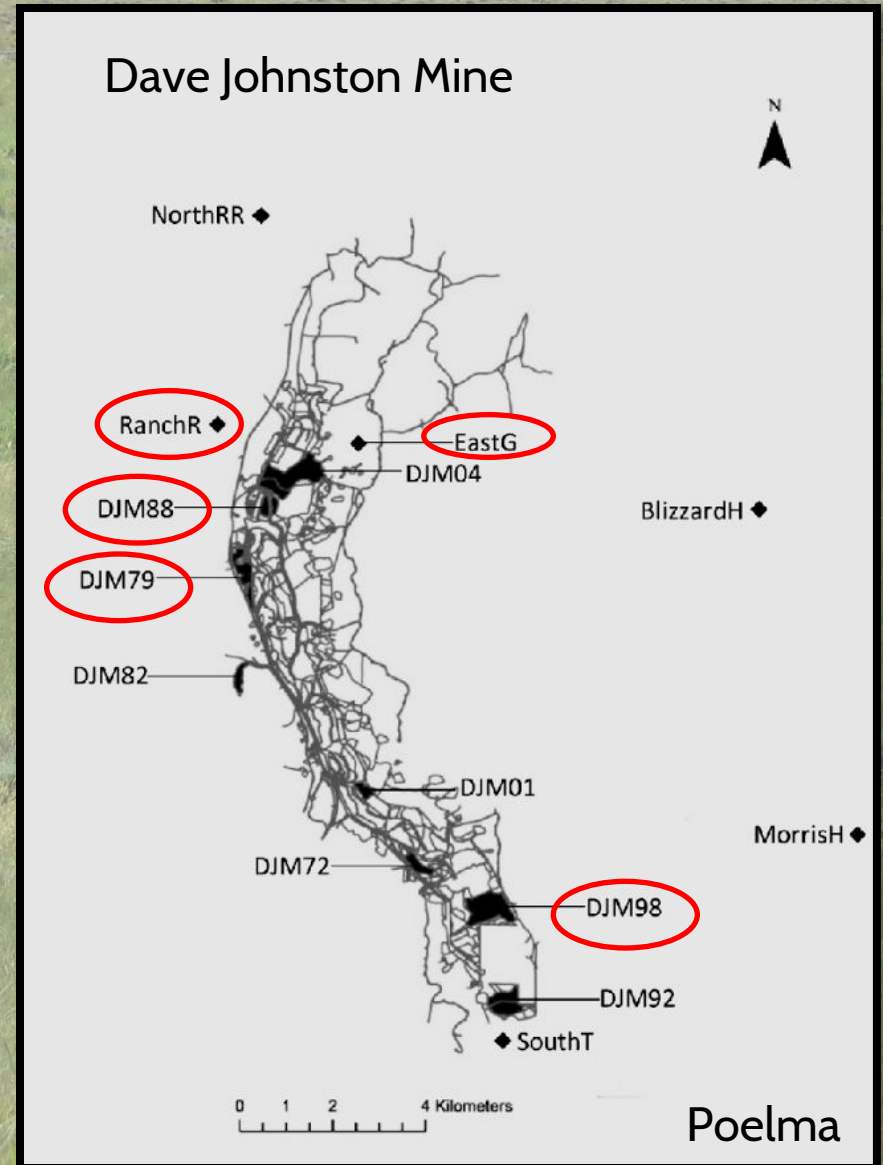 Dave Johnston Mine
N
NorthRR
RanchR
EastG
DJM04
DJM88
BlizzardH
DJM79
DJM82
DJM01
MorrisH
DJM72
DJM98
DJM92
SouthT
0 1 2 4 Kilometers
Poelma